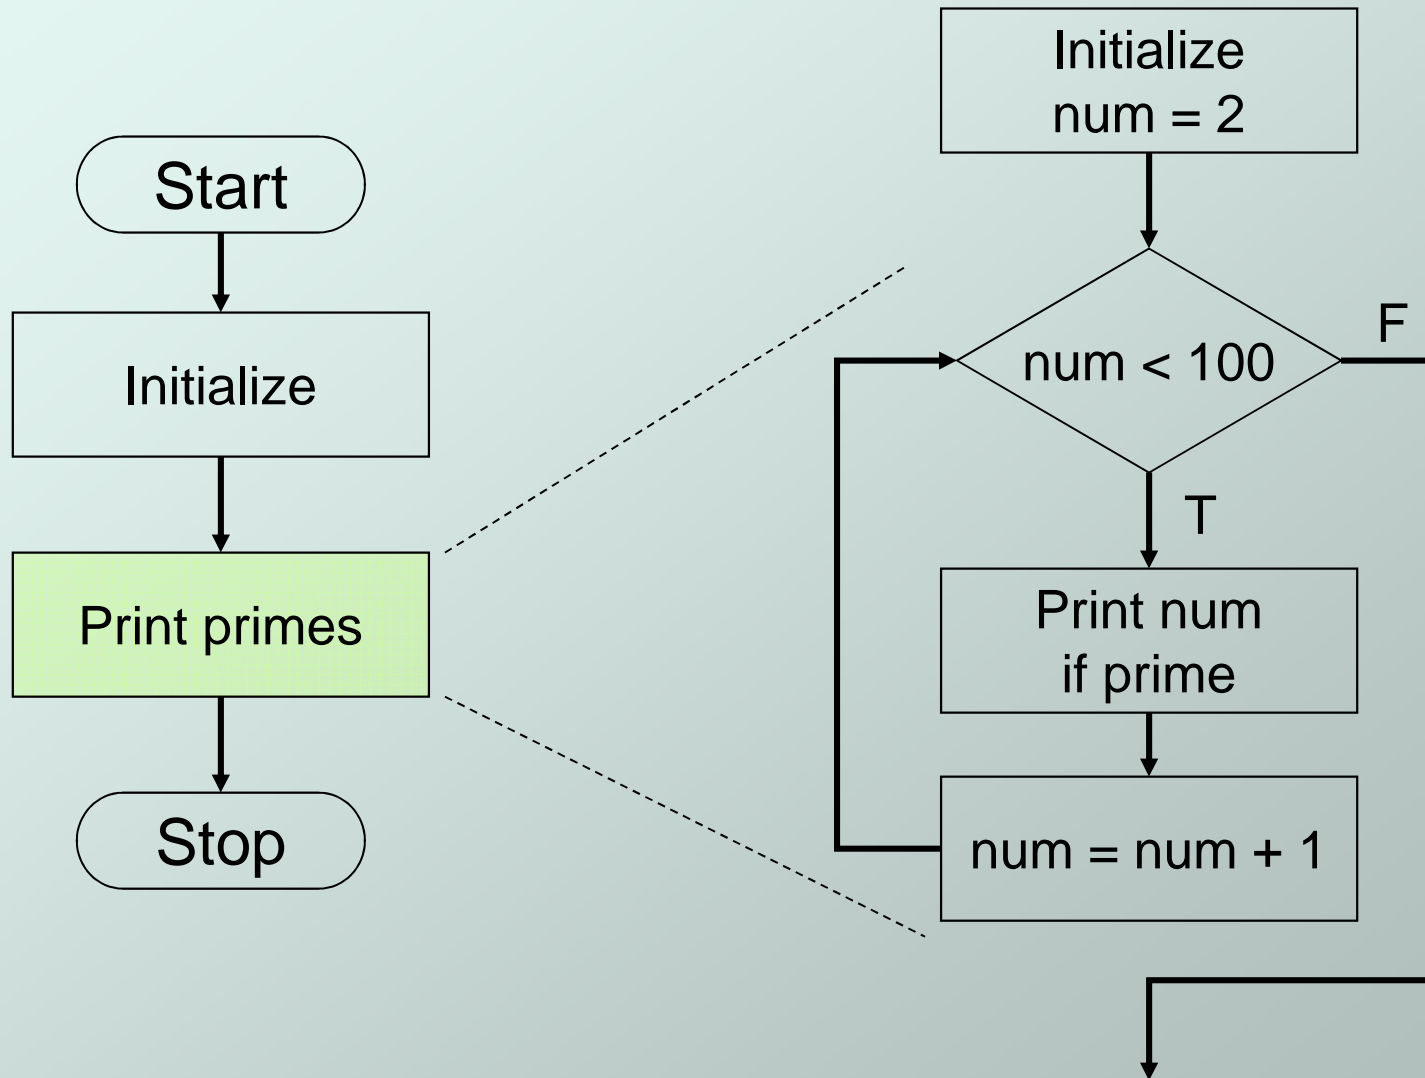 Start
Initialize
Print primes
Stop
Initialize
num = 2
num < 100
F
T
Print num
if prime
num = num + 1